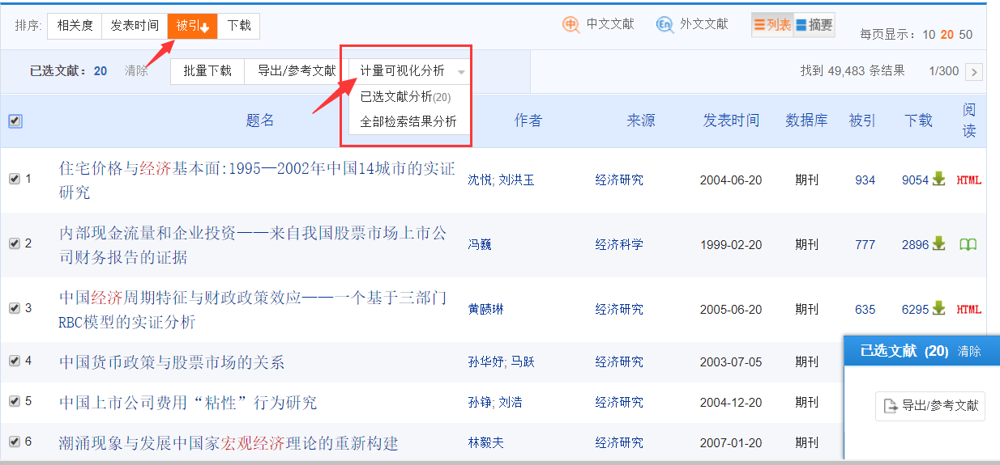 排序: 相关度 发表时间 被引 下载 中 中文文献 En 外文文献 列表 摘要 每页显示: 10 20 50
已选文献: 20 清除 批量下载 导出/参考文献 计量可视化分析 找到 49,483 条结果 1/300 >
已选文献分析(20)
全部检索结果分析
题名 作者 来源 发表时间 数据库 被引 下载 阅读
1 住宅价格与经济基本面:1995—2002年中国14城市的实证 沈悦; 刘洪玉 经济研究 2004-06-20 期刊 934 9054 HTML
研究
2 内部现金流量和企业投资——来自我国股票市场上市公 冯巍 经济科学 1999-02-20 期刊 777 2896
司财务报告的证据
3 中国经济周期特征与财政政策效应——一个基于三部门 黄赜琳 经济研究 2005-06-20 期刊 635 6295 HTML
RBC模型的实证分析
4 中国货币政策与股票市场的关系 孙华妤; 马跃 经济研究 2003-07-05 期刊
5 中国上市公司费用“粘性”行为研究 孙铮; 刘浩 经济研究 2004-12-20 期刊
6 潮涌现象与发展中国家宏观经济理论的重新构建 林毅夫 经济研究 2007-01-20 期刊
已选文献 (20) 清除
导出/参考文献